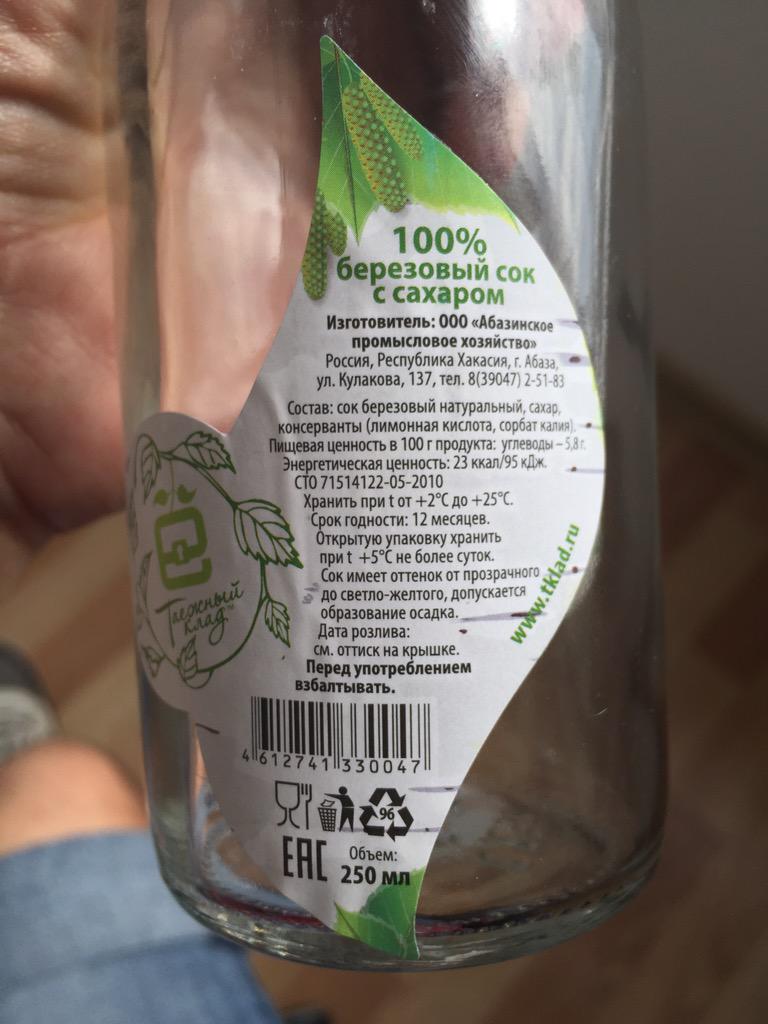 100%
березовый сок
с сахаром
Изготовитель: ООО «Абазинское
промысловое хозяйство»
Россия, Республика Хакасия, г. Абаза,
ул. Кулакова, 137, тел. 8(39047) 2-51-83
Состав: сок березовый натуральный, сахар,
консерванты (лимонная кислота, сорбат калия).
Пищевая ценность в 100 г продукта: углеводы – 5,8 г.
Энергетическая ценность: 23 ккал/95 кДж.
СТО 71514122-05-2010
Хранить при t от +2°С до +25°С.
Срок годности: 12 месяцев.
Открытую упаковку хранить
при t +5°С не более суток.
Сок имеет оттенок от прозрачного
до светло-желтого, допускается
образование осадка.
Дата розлива:
см. оттиск на крышке.
Перед употреблением
взбалтывать.
www.tklad.ru
Таежный
клад™
4 612741 330047
96
EAC
Объем:
250 мл